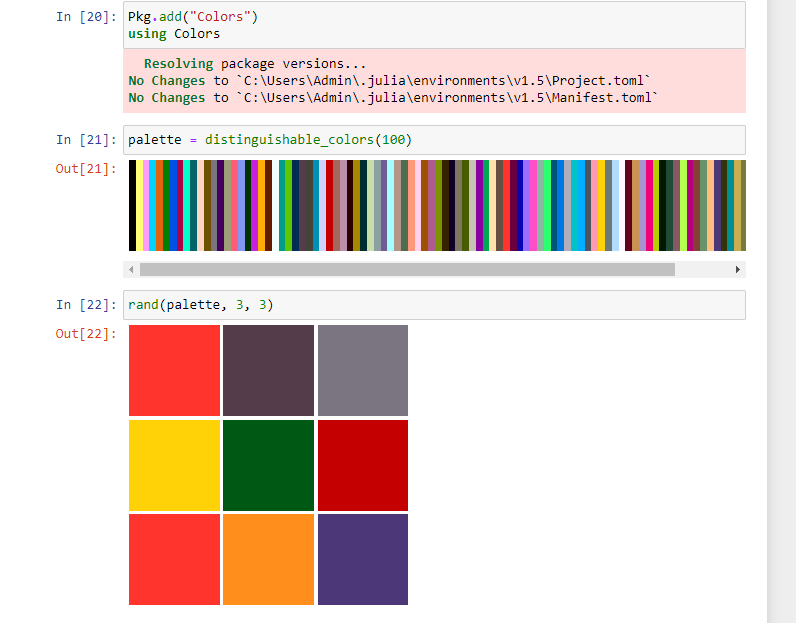 In [20]: Pkg.add("Colors")
using Colors
Resolving package versions...
No Changes to `C:\Users\Admin\.julia\environments\v1.5\Project.toml`
No Changes to `C:\Users\Admin\.julia\environments\v1.5\Manifest.toml`
In [21]: palette = distinguishable_colors(100)
Out[21]:
In [22]: rand(palette, 3, 3)
Out[22]: